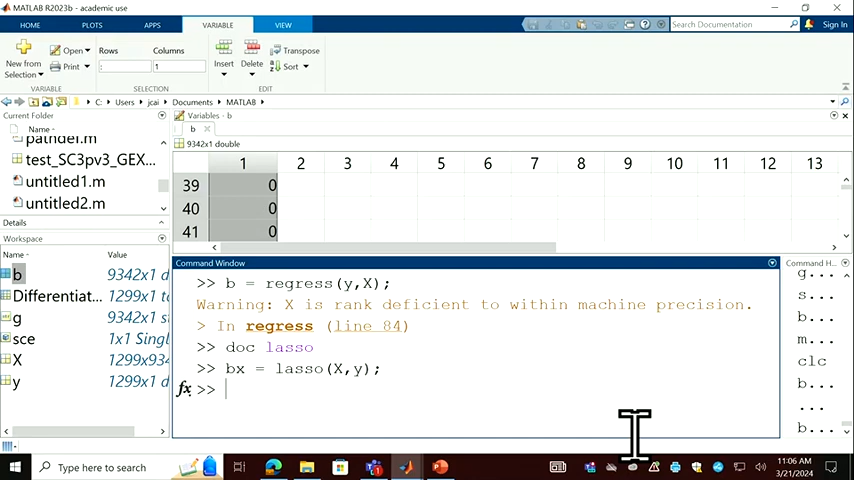 MATLAB R2023b - academic use
HOME PLOTS APPS VARIABLE VIEW
Search Documentation Sign In
New from Selection
Open
Print
Rows Columns
: 1
Insert Delete
Transpose
Sort
VARIABLE SELECTION EDIT
C: Users jcai Documents MATLAB
Current Folder
Name
pathdef.m
test_SC3pv3_GEX...
untitled1.m
untitled2.m
Details
Workspace
Name Value
b 9342x1 d
Differentiat... 1299x1 t
g 9342x1 s
sce 1x1 Singl
X 1299x93
y 1299x1 d
Variables - b
b
9342x1 double
1 2 3 4 5 6 7 8 9 10 11 12 13
39 0
40 0
41 0
Command Window
>> b = regress(y,X);
Warning: X is rank deficient to within machine precision.
> In regress (line 84)
>> doc lasso
>> bx = lasso(X,y);
fx >>
Command H...
g...
s...
b...
m...
clc
b...
...
b...
Type here to search
11:06 AM
3/21/2024